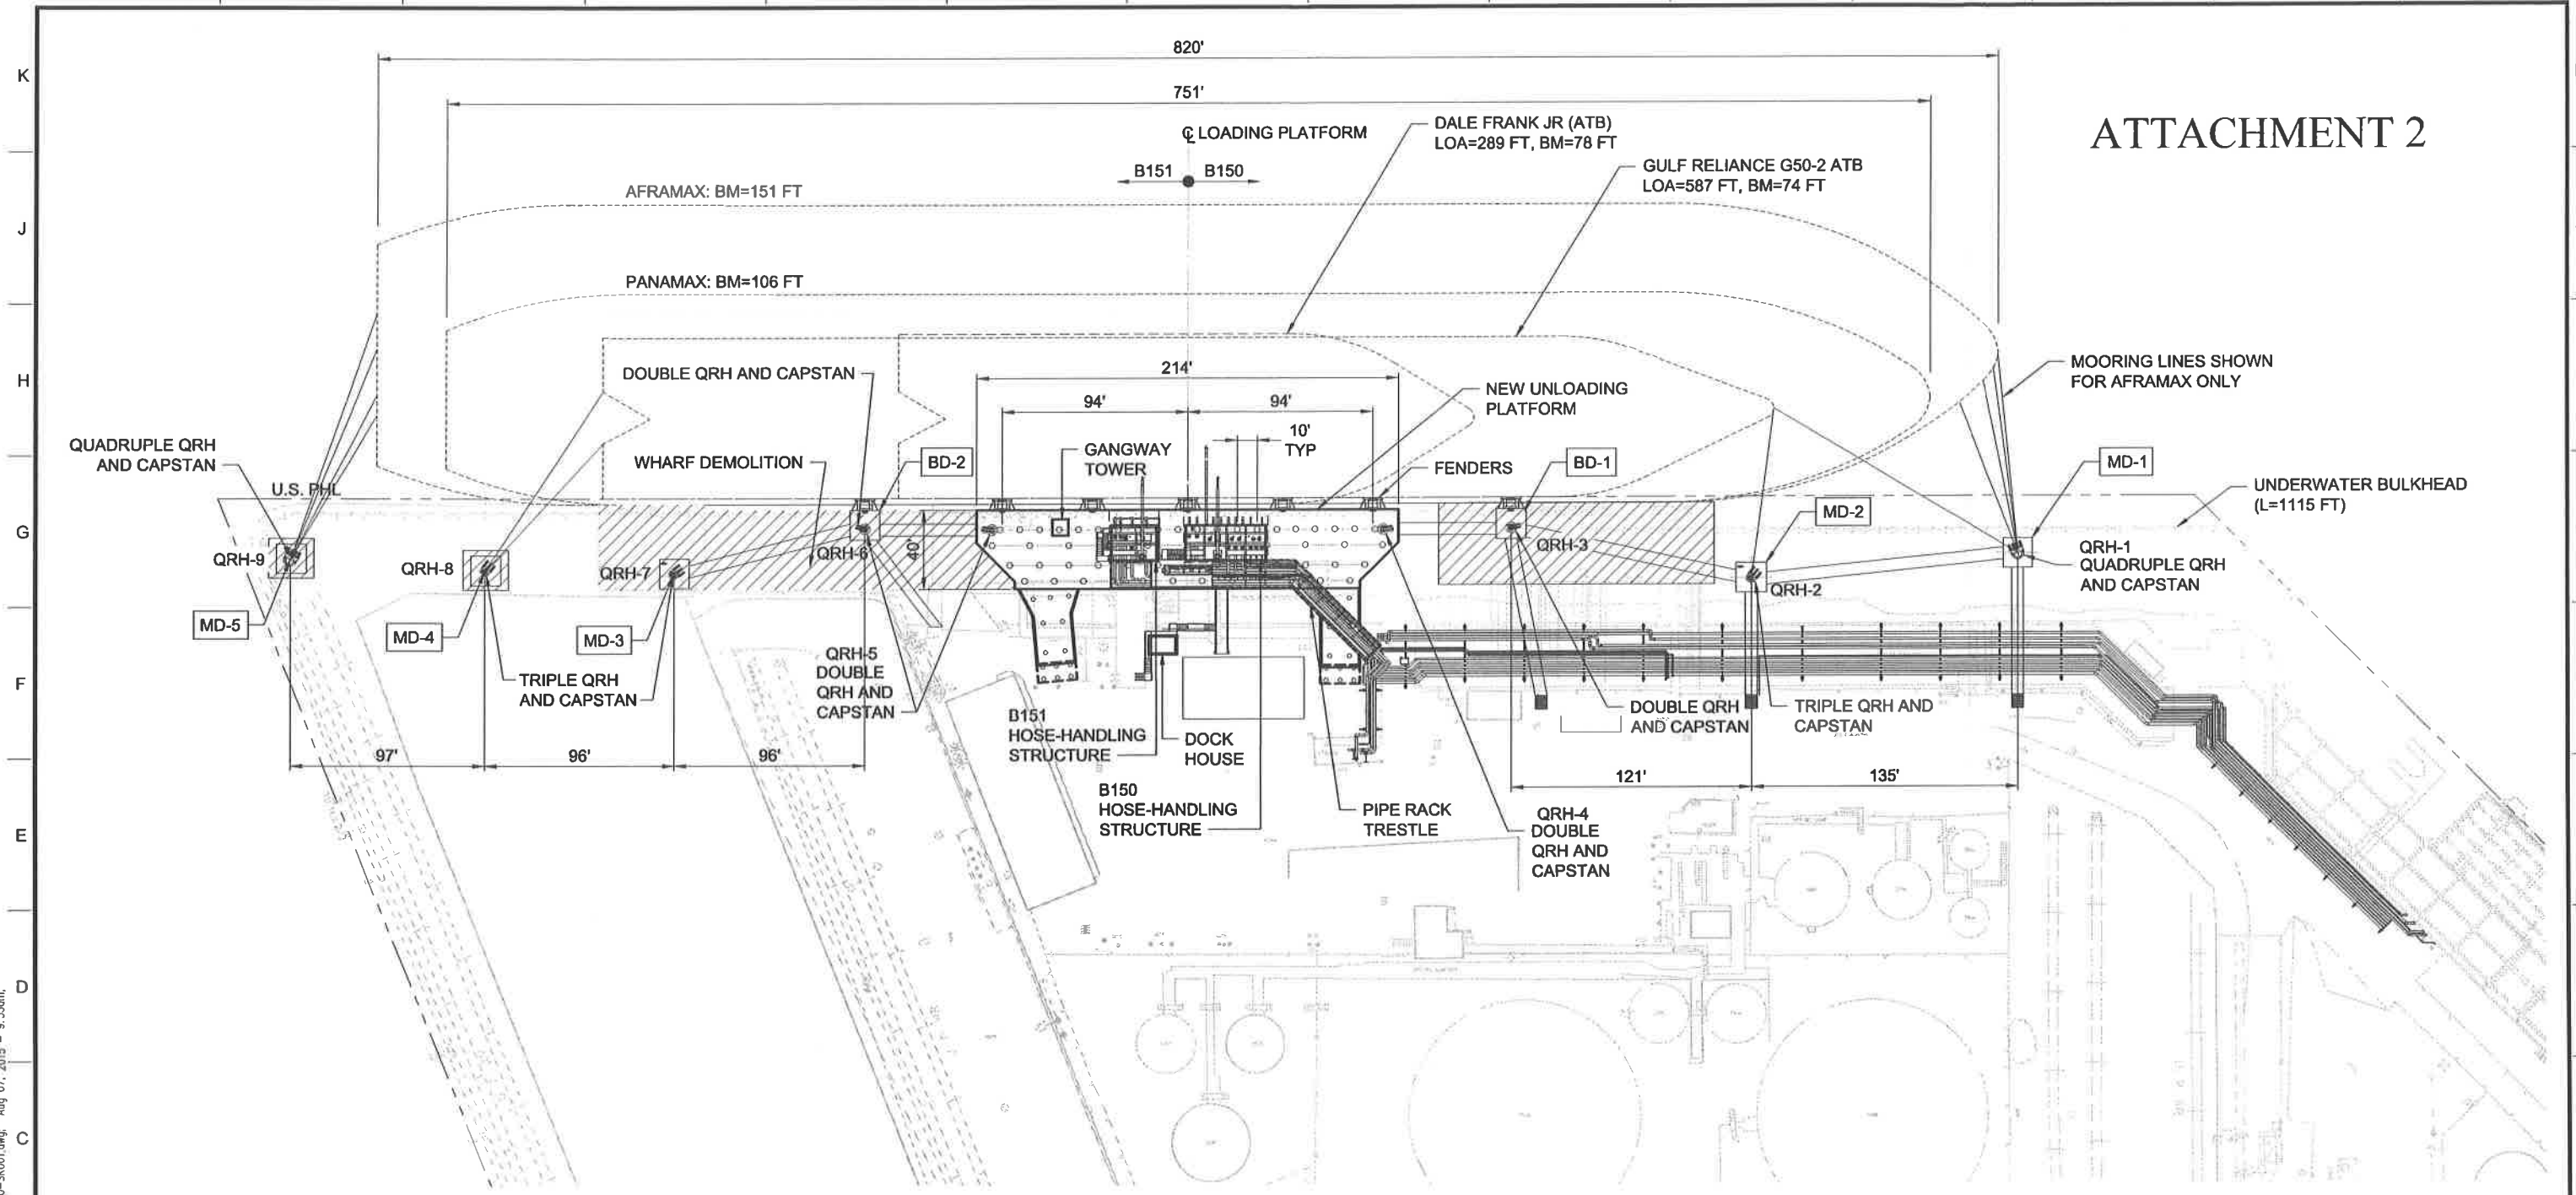 820'
751'
ATTACHMENT 2
℄ LOADING PLATFORM
DALE FRANK JR (ATB)
LOA=289 FT, BM=78 FT
B151
B150
GULF RELIANCE G50-2 ATB
LOA=587 FT, BM=74 FT
AFRAMAX: BM=151 FT
PANAMAX: BM=106 FT
DOUBLE QRH AND CAPSTAN
214'
MOORING LINES SHOWN
FOR AFRAMAX ONLY
94'
94'
NEW UNLOADING
PLATFORM
10'
TYP
QUADRUPLE QRH
AND CAPSTAN
WHARF DEMOLITION
BD-2
GANGWAY
TOWER
FENDERS
BD-1
MD-1
U.S. PHL
UNDERWATER BULKHEAD
(L=1115 FT)
MD-2
QRH-9
QRH-8
QRH-7
QRH-6
40'
QRH-3
QRH-2
QRH-1
QUADRUPLE QRH
AND CAPSTAN
MD-5
MD-4
MD-3
TRIPLE QRH
AND CAPSTAN
QRH-5
DOUBLE
QRH AND
CAPSTAN
B151
HOSE-HANDLING
STRUCTURE
DOCK
HOUSE
DOUBLE QRH
AND CAPSTAN
TRIPLE QRH AND
CAPSTAN
97'
96'
96'
121'
135'
B150
HOSE-HANDLING
STRUCTURE
PIPE RACK
TRESTLE
QRH-4
DOUBLE
QRH AND
CAPSTAN
K
J
H
G
F
E
D
C
Aug 07, 2015